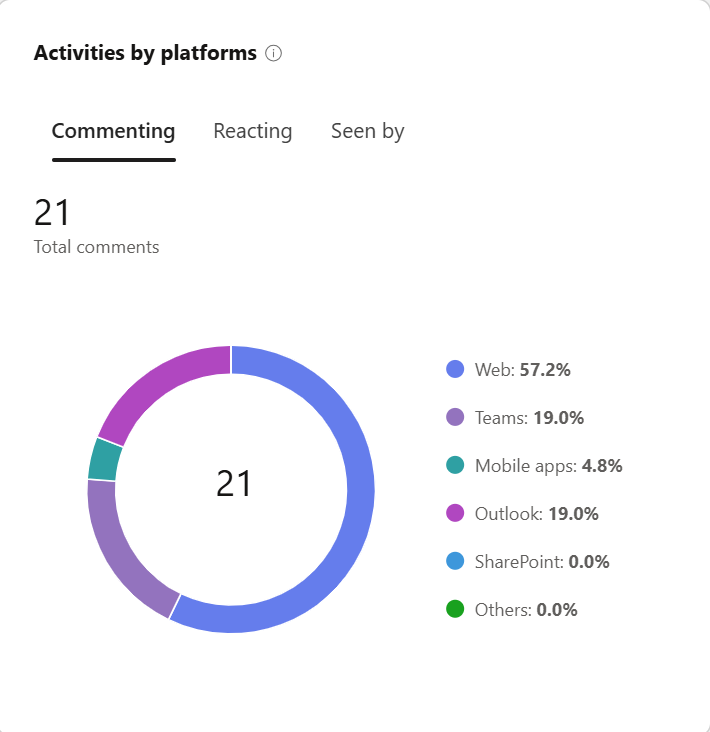 Activities by platforms
Commenting Reacting Seen by
21
Total comments
21
Web: 57.2%
Teams: 19.0%
Mobile apps: 4.8%
Outlook: 19.0%
SharePoint: 0.0%
Others: 0.0%